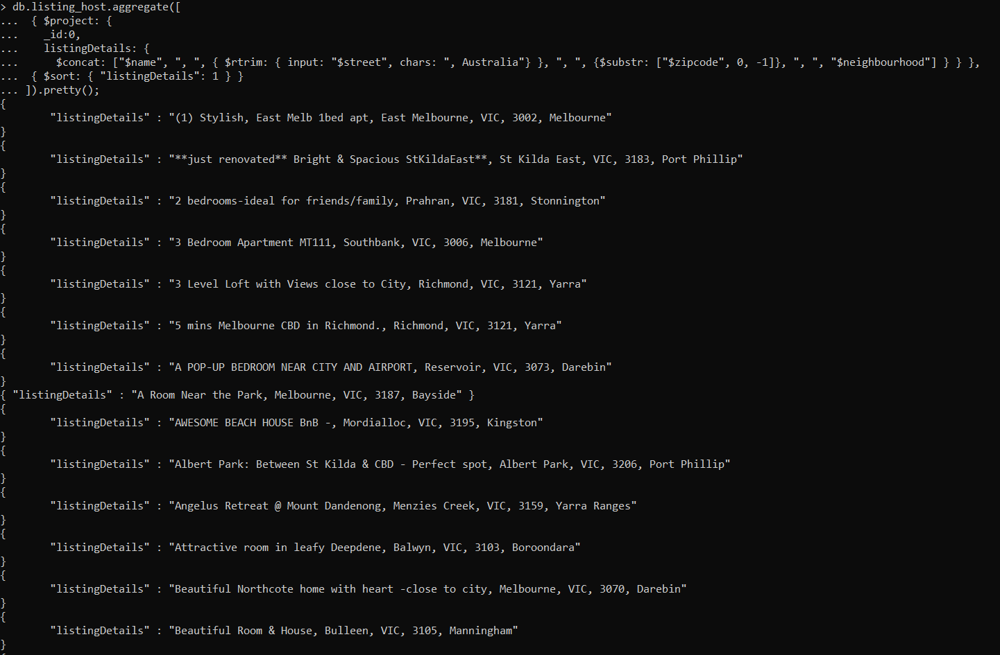 > db.listing_host.aggregate([
...  { $project: {
...    _id:0,
...    listingDetails: {
...      $concat: ["$name", ", ", { $rtrim: { input: "$street", chars: ", Australia"} }, ", ", {$substr: ["$zipcode", 0, -1]}, ", ", "$neighbourhood"] } } },
...  { $sort: { "listingDetails": 1 } }
... ]).pretty();
{
        "listingDetails" : "(1) Stylish, East Melb 1bed apt, East Melbourne, VIC, 3002, Melbourne"
}
{
        "listingDetails" : "**just renovated** Bright & Spacious StKildaEast**, St Kilda East, VIC, 3183, Port Phillip"
}
{
        "listingDetails" : "2 bedrooms-ideal for friends/family, Prahran, VIC, 3181, Stonnington"
}
{
        "listingDetails" : "3 Bedroom Apartment MT111, Southbank, VIC, 3006, Melbourne"
}
{
        "listingDetails" : "3 Level Loft with Views close to City, Richmond, VIC, 3121, Yarra"
}
{
        "listingDetails" : "5 mins Melbourne CBD in Richmond., Richmond, VIC, 3121, Yarra"
}
{
        "listingDetails" : "A POP-UP BEDROOM NEAR CITY AND AIRPORT, Reservoir, VIC, 3073, Darebin"
}
{ "listingDetails" : "A Room Near the Park, Melbourne, VIC, 3187, Bayside" }
{
        "listingDetails" : "AWESOME BEACH HOUSE BnB -, Mordialloc, VIC, 3195, Kingston"
}
{
        "listingDetails" : "Albert Park: Between St Kilda & CBD - Perfect spot, Albert Park, VIC, 3206, Port Phillip"
}
{
        "listingDetails" : "Angelus Retreat @ Mount Dandenong, Menzies Creek, VIC, 3159, Yarra Ranges"
}
{
        "listingDetails" : "Attractive room in leafy Deepdene, Balwyn, VIC, 3103, Boroondara"
}
{
        "listingDetails" : "Beautiful Northcote home with heart -close to city, Melbourne, VIC, 3070, Darebin"
}
{
        "listingDetails" : "Beautiful Room & House, Bulleen, VIC, 3105, Manningham"
}